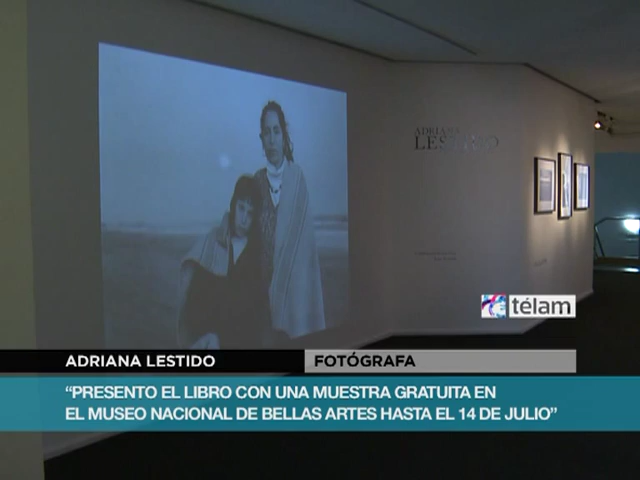 ADRIANA
LESTIDO
télam
ADRIANA LESTIDO
FOTÓGRAFA
“PRESENTO EL LIBRO CON UNA MUESTRA GRATUITA EN
EL MUSEO NACIONAL DE BELLAS ARTES HASTA EL 14 DE JULIO”